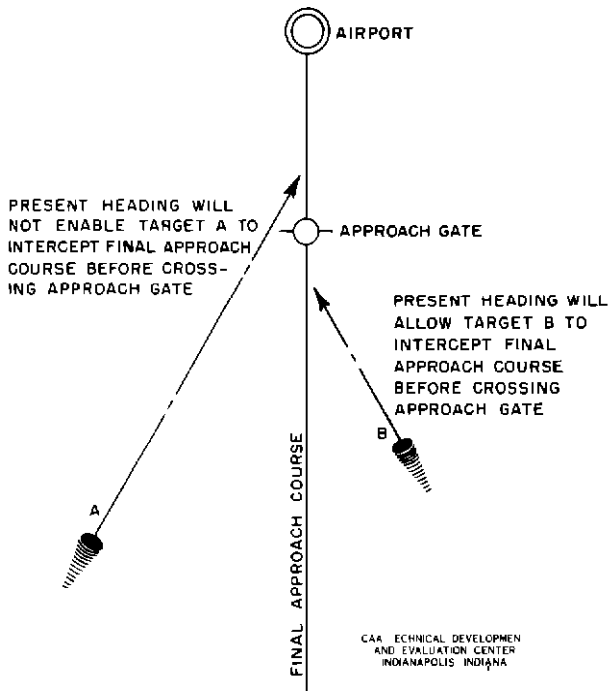 AIRPORT
PRESENT HEADING WILL
NOT ENABLE TARGET A TO
INTERCEPT FINAL APPROACH
COURSE BEFORE CROSS-
ING APPROACH GATE
APPROACH GATE
PRESENT HEADING WILL
ALLOW TARGET B TO
INTERCEPT FINAL
APPROACH COURSE
BEFORE CROSSING
APPROACH GATE
B
A
FINAL APPROACH COURSE
CAA ECHNICAL DEVELOPMEN
AND EVALUATION CENTER
INDIANAPOLIS INDIANA